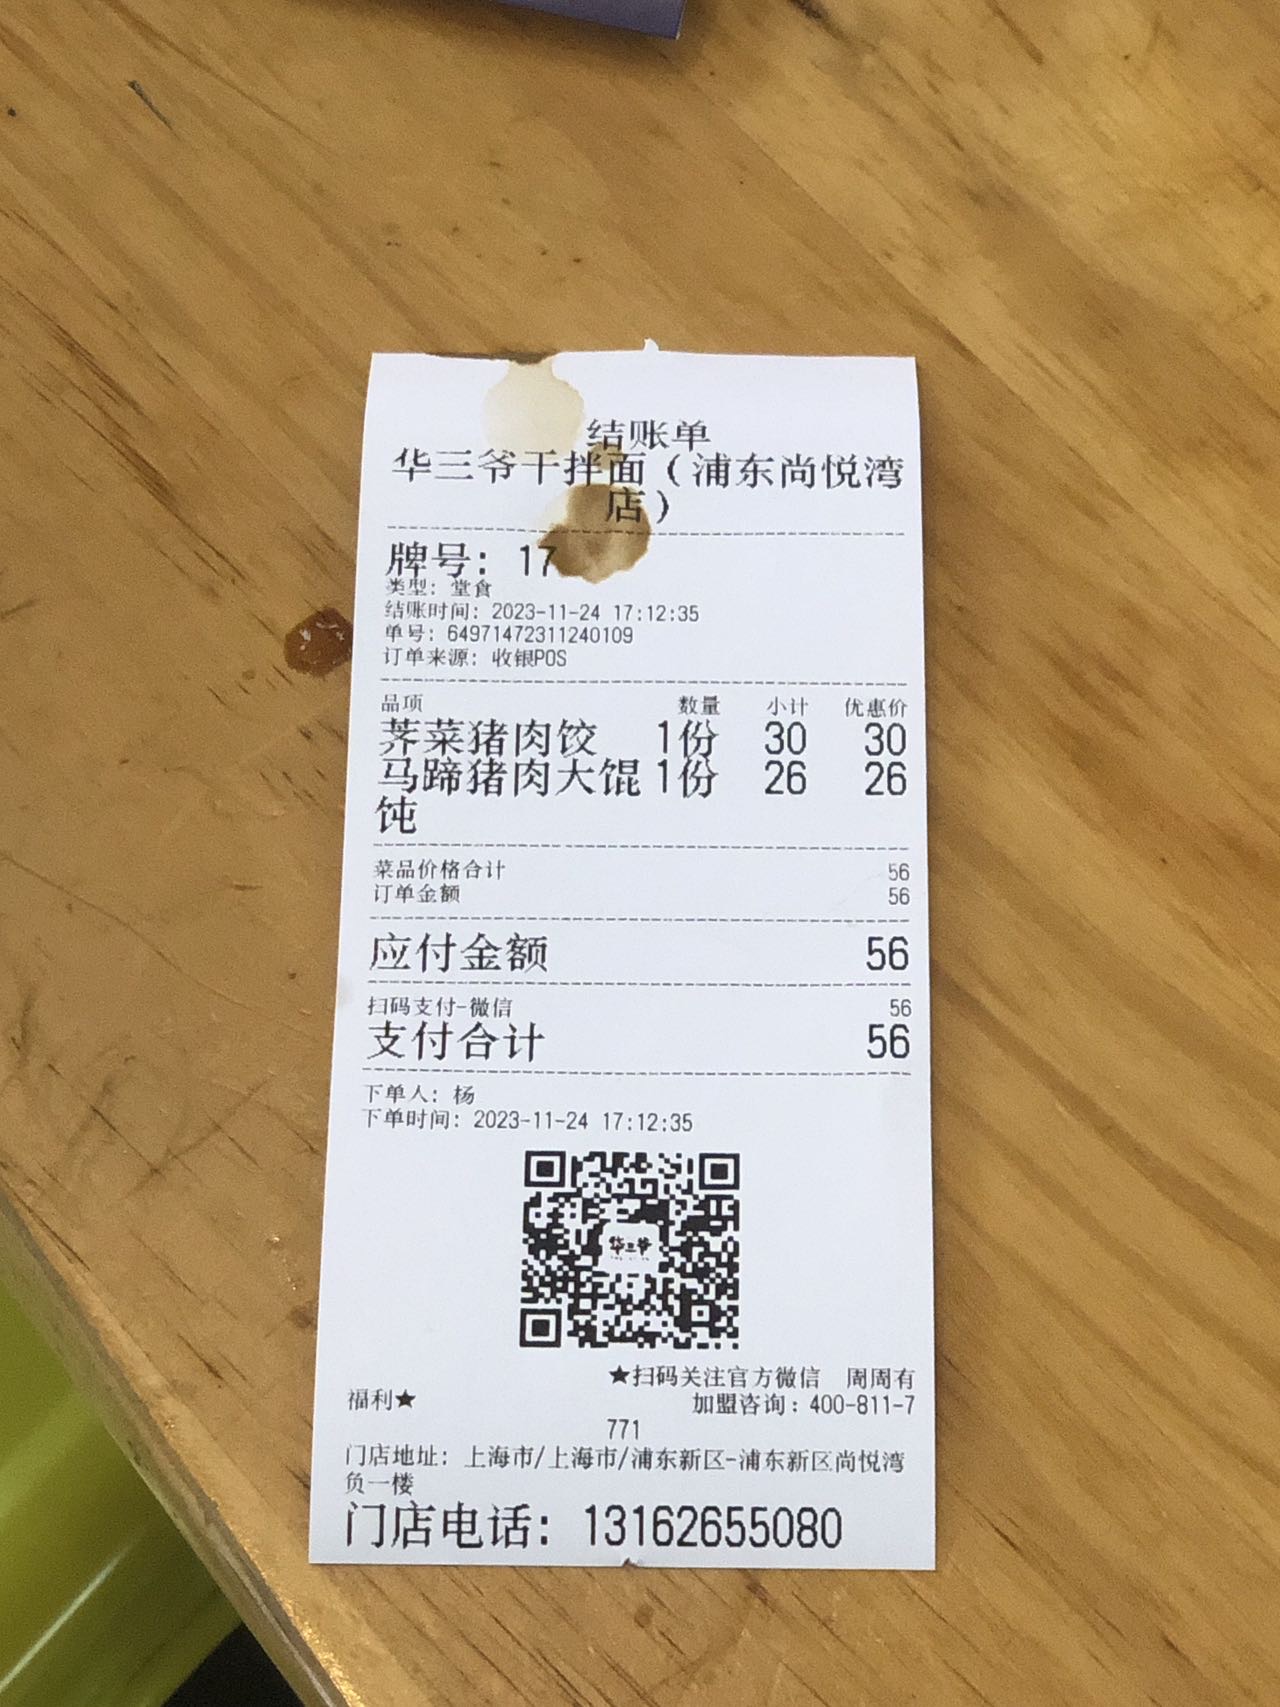 结账单
华三爷干拌面（浦东尚悦湾
店）
牌号：17
类型：堂食
结账时间：2023-11-24 17:12:35
单号：64971472311240109
订单来源：收银POS
品项 数量 小计 优惠价
荠菜猪肉饺 1份 30 30
马蹄猪肉大馄 1份 26 26
饨
菜品价格合计 56
订单金额 56
应付金额 56
扫码支付-微信 56
支付合计 56
下单人：杨
下单时间：2023-11-24 17:12:35
华三爷
★扫码关注官方微信 周周有
福利★ 加盟咨询：400-811-7
771
门店地址：上海市/上海市/浦东新区-浦东新区尚悦湾
负一楼
门店电话：13162655080